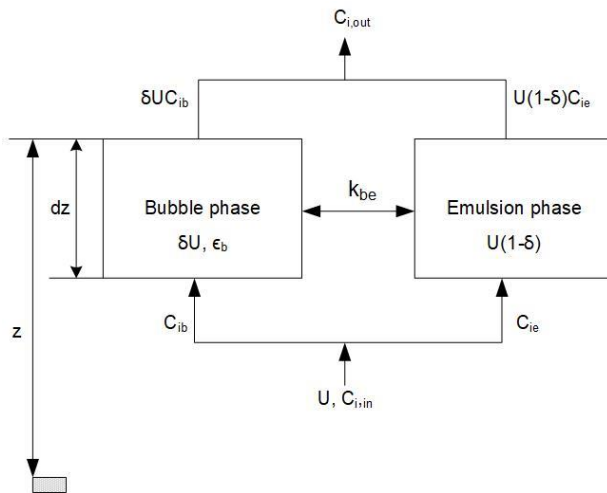 C_{i,out}
δUC_{ib}
U(1-δ)C_{ie}
dz
Bubble phase
δU, ϵ_b
k_{be}
Emulsion phase
U(1-δ)
z
C_{ib}
C_{ie}
U, C_{i,in}